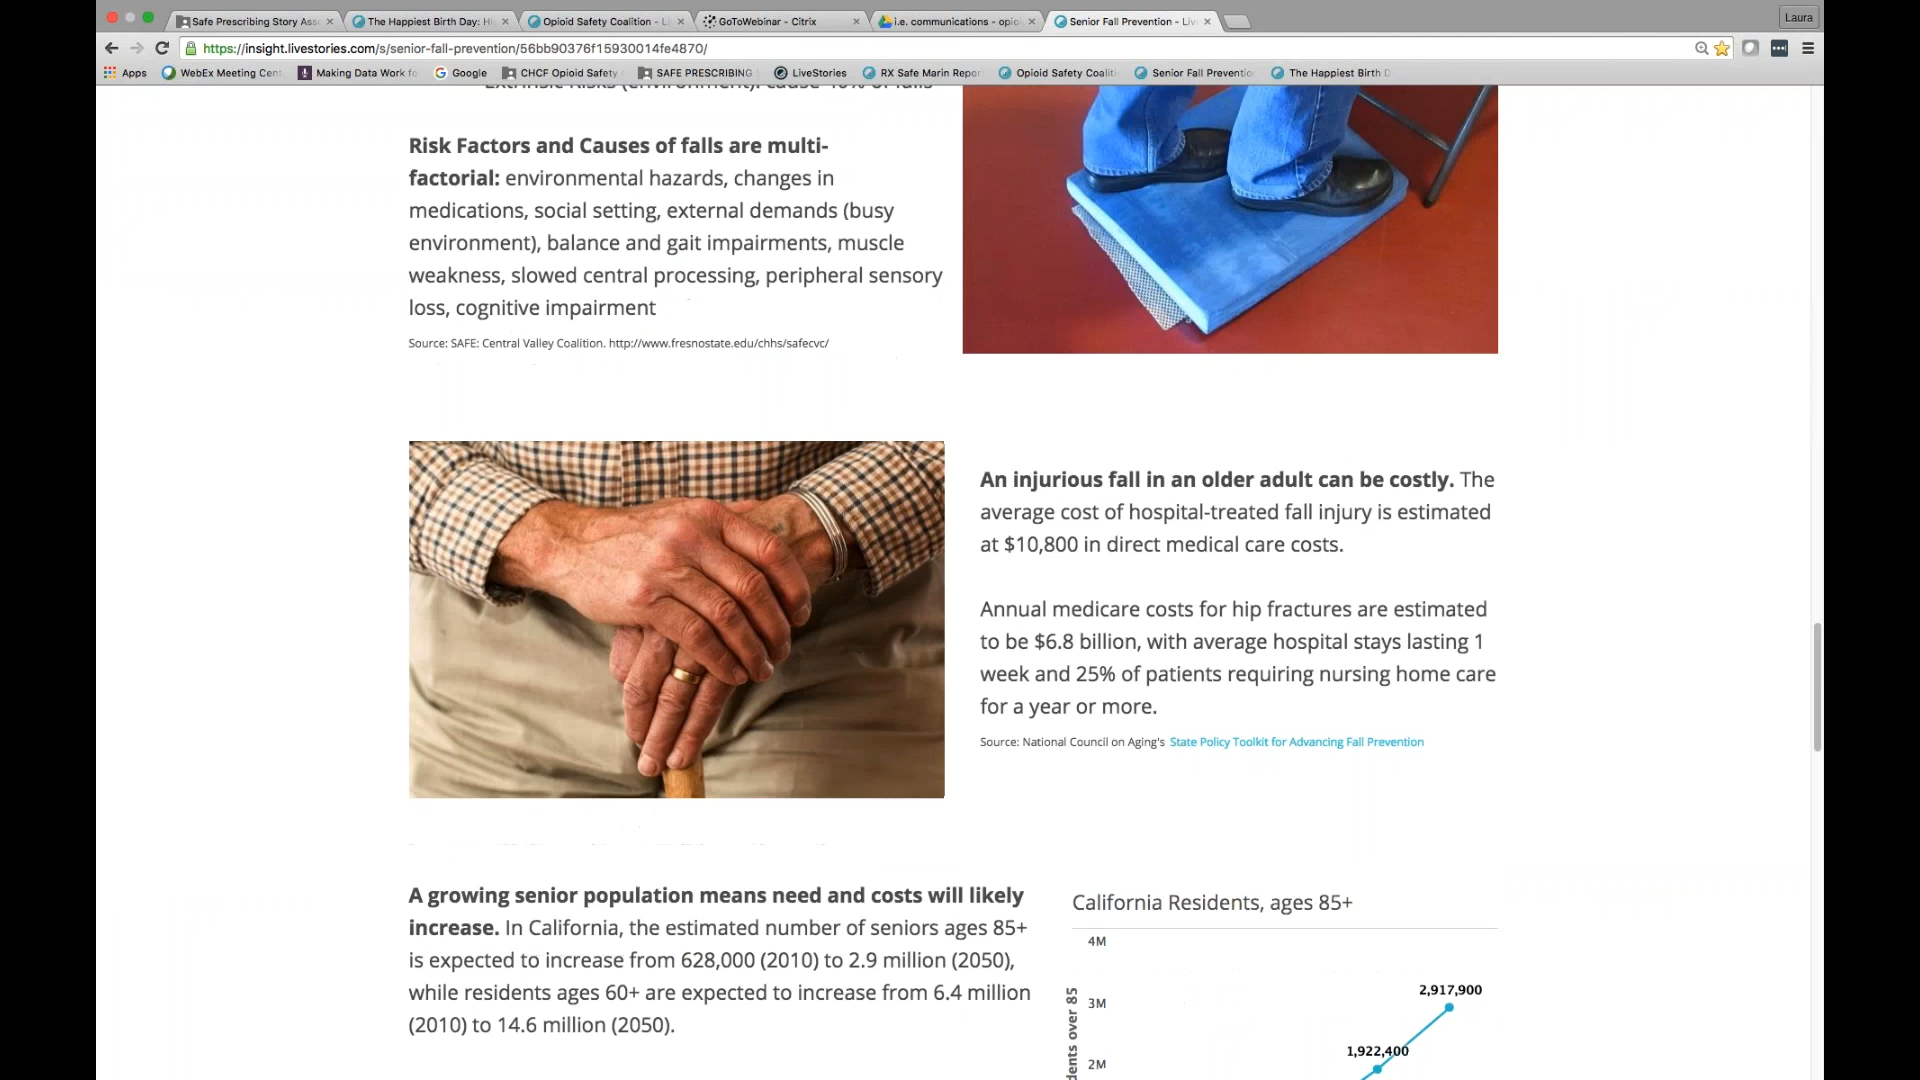 Safe Prescribing Story Ass
The Happiest Birth Day: Hi
Opioid Safety Coalition - Li
GoToWebinar - Citrix
i.e. communications - opio
Senior Fall Prevention - Liv
Laura
https://insight.livestories.com/s/senior-fall-prevention/56bb90376f15930014fe4870/
Apps
WebEx Meeting Cent
Making Data Work fo
Google
CHCF Opioid Safety
SAFE PRESCRIBING
LiveStories
RX Safe Marin Repor
Opioid Safety Coaliti
Senior Fall Preventio
The Happiest Birth D
Extrinsic Risks (environment): cause 40% of falls
Risk Factors and Causes of falls are multi-
factorial: environmental hazards, changes in
medications, social setting, external demands (busy
environment), balance and gait impairments, muscle
weakness, slowed central processing, peripheral sensory
loss, cognitive impairment
Source: SAFE: Central Valley Coalition. http://www.fresnostate.edu/chhs/safecvc/
An injurious fall in an older adult can be costly. The
average cost of hospital-treated fall injury is estimated
at $10,800 in direct medical care costs.
Annual medicare costs for hip fractures are estimated
to be $6.8 billion, with average hospital stays lasting 1
week and 25% of patients requiring nursing home care
for a year or more.
Source: National Council on Aging's State Policy Toolkit for Advancing Fall Prevention
A growing senior population means need and costs will likely
increase. In California, the estimated number of seniors ages 85+
is expected to increase from 628,000 (2010) to 2.9 million (2050),
while residents ages 60+ are expected to increase from 6.4 million
(2010) to 14.6 million (2050).
California Residents, ages 85+
4M
2,917,900
3M
1,922,400
2M
dents over 85